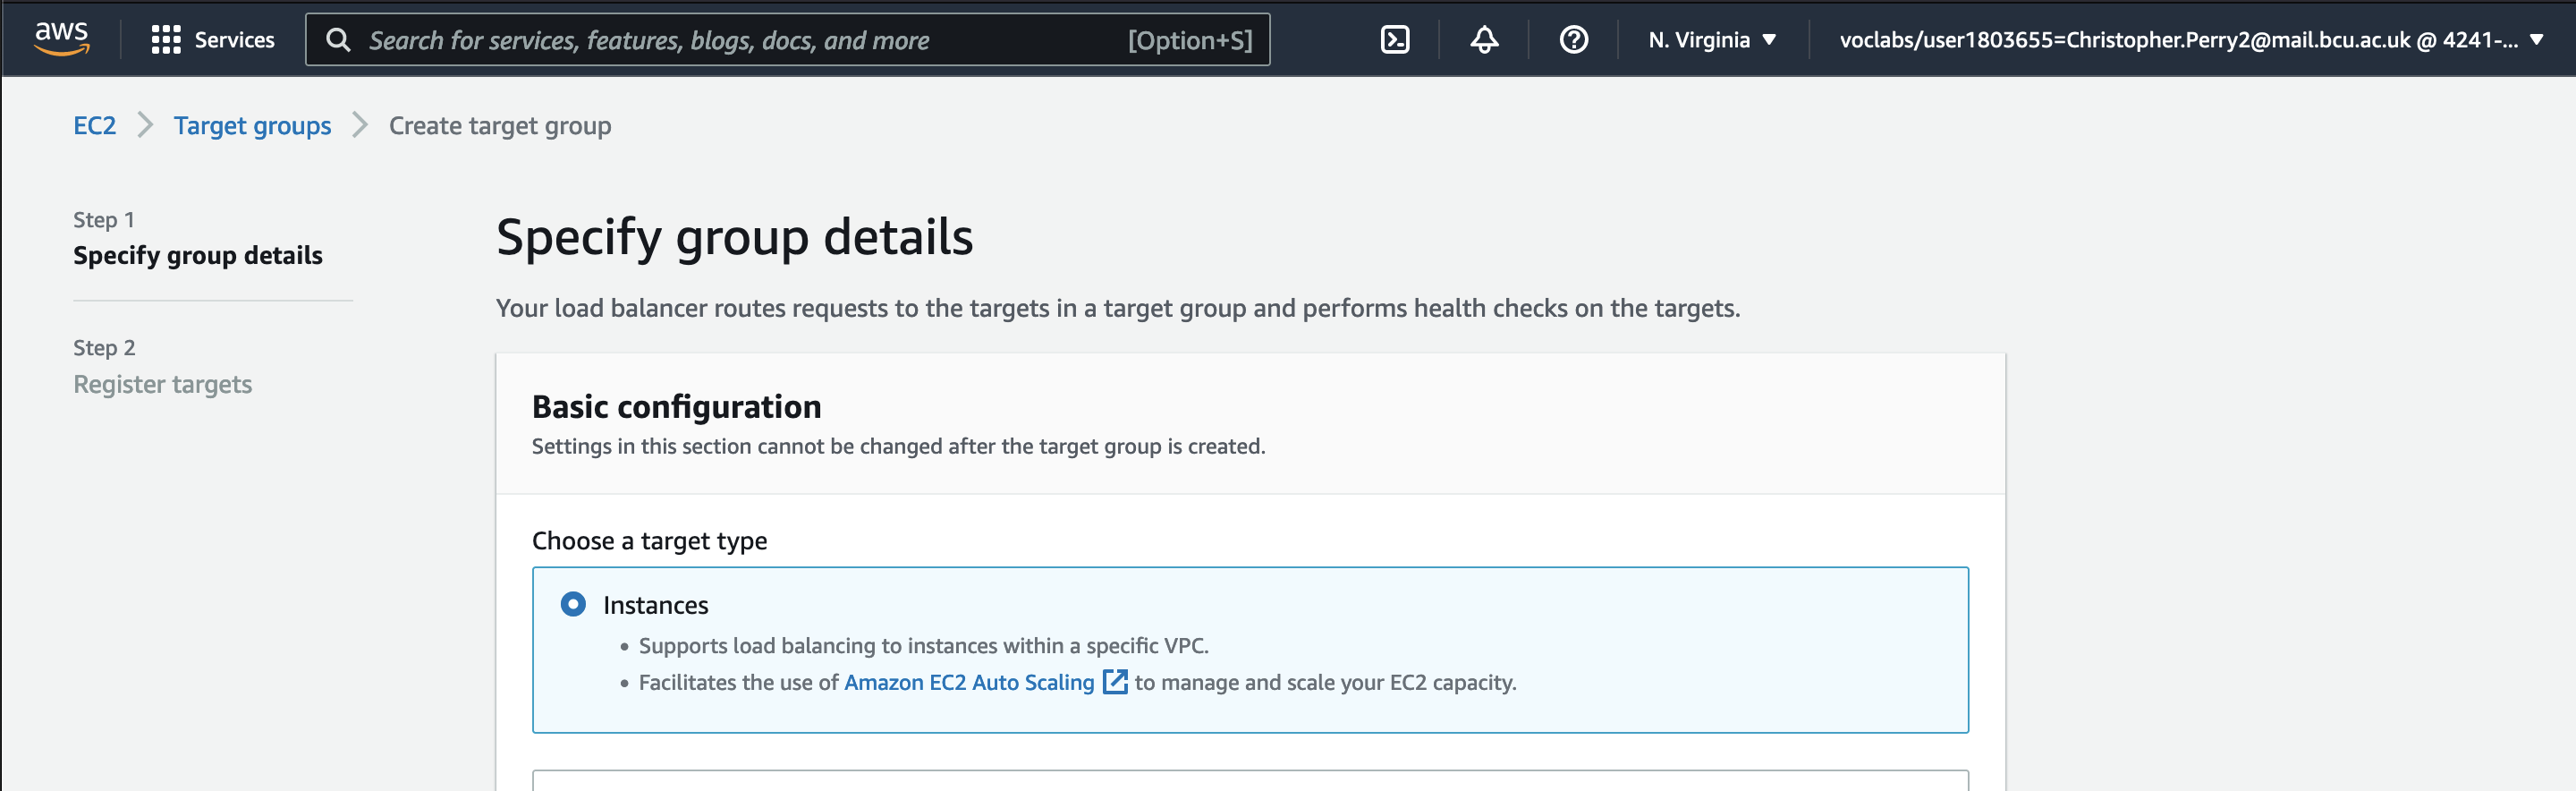 aws
Services
Search for services, features, blogs, docs, and more
[Option+S]
N. Virginia
voclabs/user1803655=Christopher.Perry2@mail.bcu.ac.uk @ 4241-...
EC2
Target groups
Create target group
Step 1
Specify group details
Step 2
Register targets
Specify group details
Your load balancer routes requests to the targets in a target group and performs health checks on the targets.
Basic configuration
Settings in this section cannot be changed after the target group is created.
Choose a target type
Instances
• Supports load balancing to instances within a specific VPC.
• Facilitates the use of Amazon EC2 Auto Scaling to manage and scale your EC2 capacity.